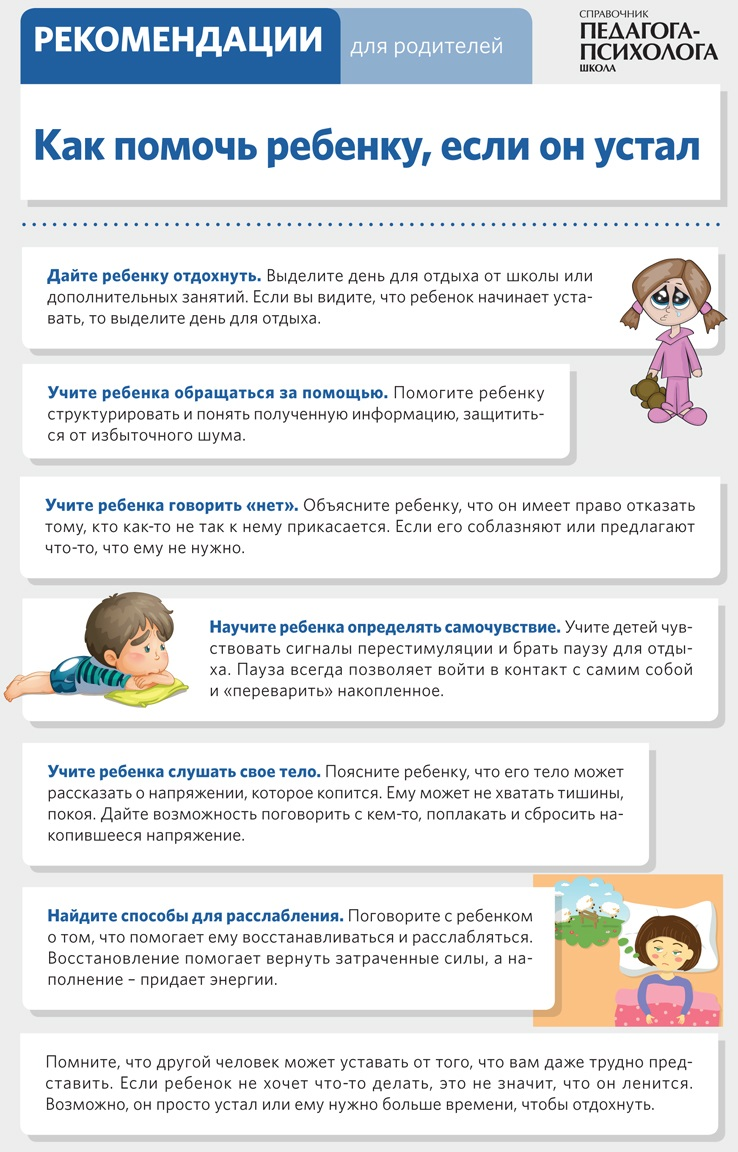 РЕКОМЕНДАЦИИ
для родителей
СПРАВОЧНИК
ПЕДАГОГА-
ПСИХОЛОГА
ШКОЛА
Как помочь ребенку, если он устал
Дайте ребенку отдохнуть. Выделите день для отдыха от школы или
дополнительных занятий. Если вы видите, что ребенок начинает уста-
вать, то выделите день для отдыха.
Учите ребенка обращаться за помощью. Помогите ребенку
структурировать и понять полученную информацию, защитить-
ся от избыточного шума.
Учите ребенка говорить «нет». Объясните ребенку, что он имеет право отказать
тому, кто как-то не так к нему прикасается. Если его соблазняют или предлагают
что-то, что ему не нужно.
Научите ребенка определять самочувствие. Учите детей чув-
ствовать сигналы перестимуляции и брать паузу для отды-
ха. Пауза всегда позволяет войти в контакт с самим собой
и «переварить» накопленное.
Учите ребенка слушать свое тело. Поясните ребенку, что его тело может
рассказать о напряжении, которое копится. Ему может не хватать тишины,
покоя. Дайте возможность поговорить с кем-то, поплакать и сбросить на-
копившееся напряжение.
Найдите способы для расслабления. Поговорите с ребенком
о том, что помогает ему восстанавливаться и расслабляться.
Восстановление помогает вернуть затраченные силы, а на-
полнение – придает энергии.
Помните, что другой человек может уставать от того, что вам даже трудно пред-
ставить. Если ребенок не хочет что-то делать, это не значит, что он ленится.
Возможно, он просто устал или ему нужно больше времени, чтобы отдохнуть.